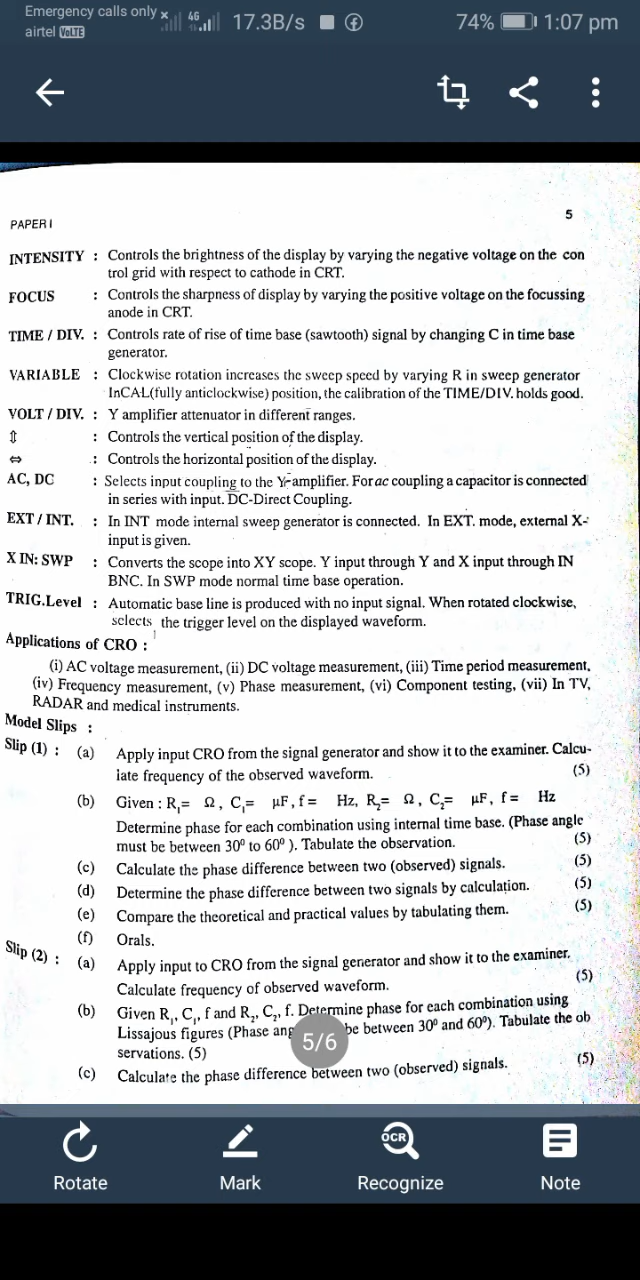 Emergency calls only
airtel VoLTE
4G
17.3B/s
74%
1:07 pm
PAPER I
5
INTENSITY : Controls the brightness of the display by varying the negative voltage on the con
trol grid with respect to cathode in CRT.
FOCUS : Controls the sharpness of display by varying the positive voltage on the focussing
anode in CRT.
TIME / DIV. : Controls rate of rise of time base (sawtooth) signal by changing C in time base
generator.
VARIABLE : Clockwise rotation increases the sweep speed by varying R in sweep generator
InCAL(fully anticlockwise) position, the calibration of the TIME/DIV. holds good.
VOLT / DIV. : Y amplifier attenuator in different ranges.
⇕ : Controls the vertical position of the display.
⇔ : Controls the horizontal position of the display.
AC, DC : Selects input coupling to the Y-amplifier. For ac coupling a capacitor is connected
in series with input. DC-Direct Coupling.
EXT / INT. : In INT mode internal sweep generator is connected. In EXT. mode, external X-
input is given.
X IN: SWP : Converts the scope into XY scope. Y input through Y and X input through IN
BNC. In SWP mode normal time base operation.
TRIG.Level : Automatic base line is produced with no input signal. When rotated clockwise,
selects the trigger level on the displayed waveform.
Applications of CRO :
(i) AC voltage measurement, (ii) DC voltage measurement, (iii) Time period measurement,
(iv) Frequency measurement, (v) Phase measurement, (vi) Component testing, (vii) In TV,
RADAR and medical instruments.
Model Slips :
Slip (1) : (a) Apply input CRO from the signal generator and show it to the examiner. Calcu-
late frequency of the observed waveform. (5)
(b) Given : R₁= Ω, C₁= μF, f = Hz, R₂= Ω, C₂= μF, f = Hz
Determine phase for each combination using internal time base. (Phase angle
must be between 30⁰ to 60⁰ ). Tabulate the observation. (5)
(c) Calculate the phase difference between two (observed) signals. (5)
(d) Determine the phase difference between two signals by calculation. (5)
(e) Compare the theoretical and practical values by tabulating them. (5)
(f) Orals.
Slip (2) : (a) Apply input to CRO from the signal generator and show it to the examiner.
Calculate frequency of observed waveform. (5)
(b) Given R₁, C₁, f and R₂, C₂, f. Determine phase for each combination using
Lissajous figures (Phase ang be between 30⁰ and 60⁰). Tabulate the ob
servations. (5)
5/6
(c) Calculate the phase difference between two (observed) signals. (5)
OCR
Rotate
Mark
Recognize
Note